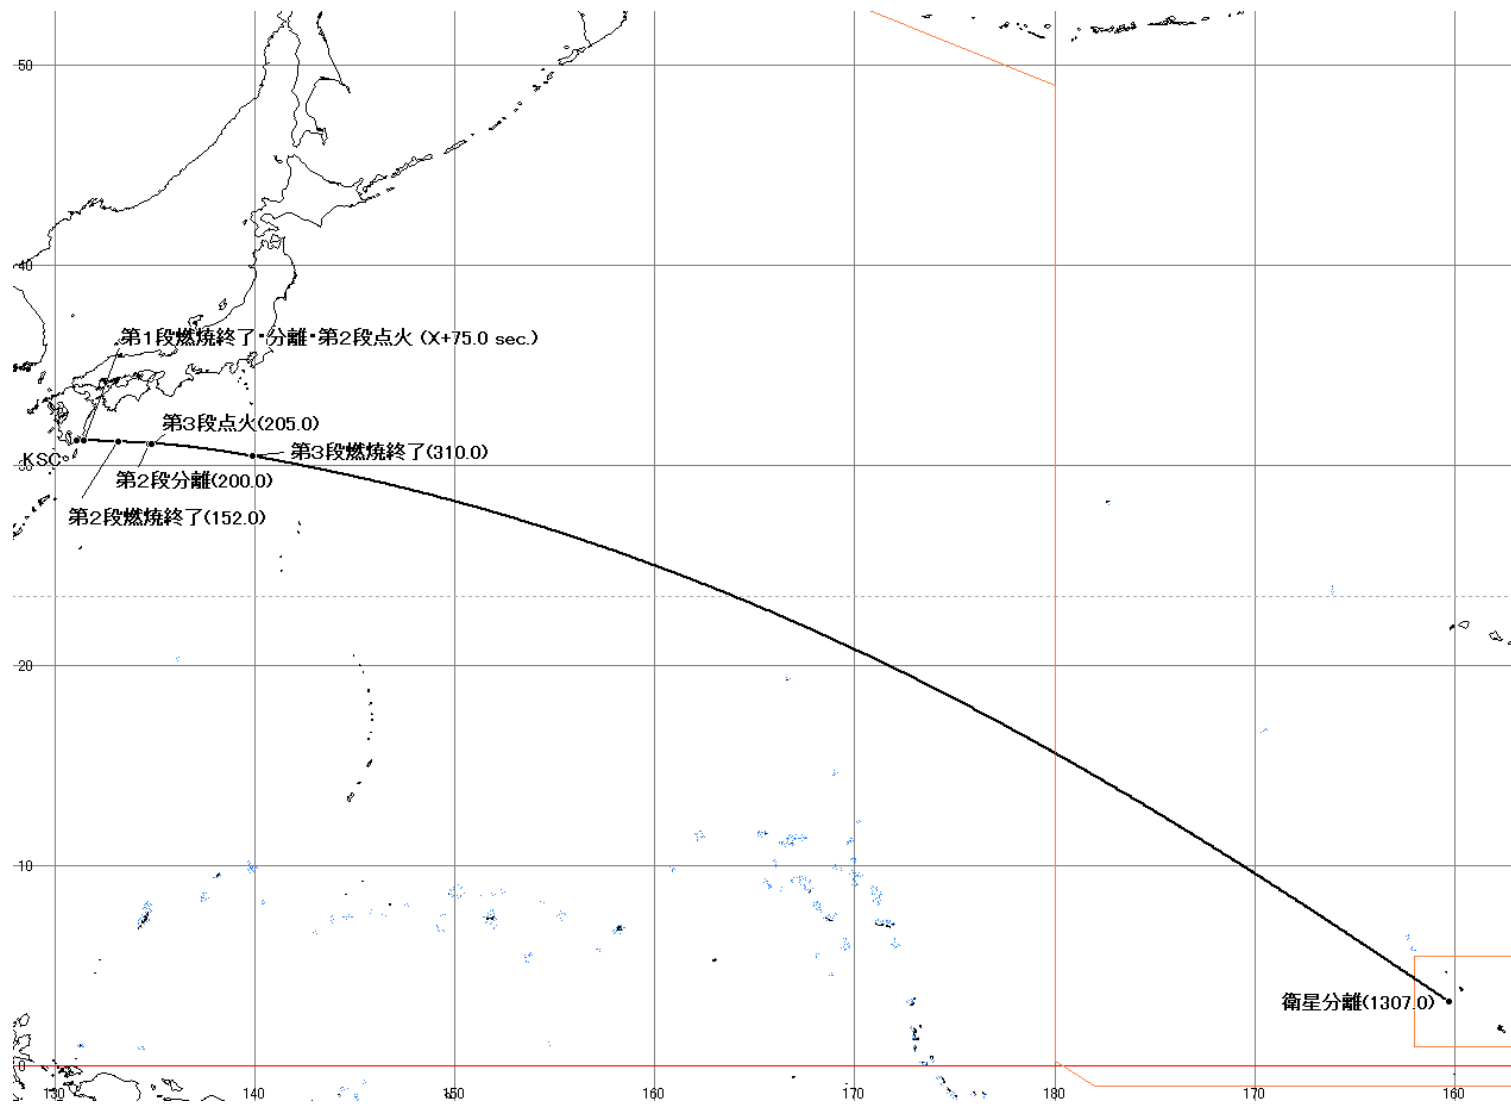 50
40
第1段燃焼終了・分離・第2段点火 (X+75.0 sec.)
第3段点火(205.0)
第3段燃焼終了(310.0)
KSC
30
第2段分離(200.0)
第2段燃焼終了(152.0)
20
10
衛星分離(1307.0)
0
130 140 150 160 170 180 170 160